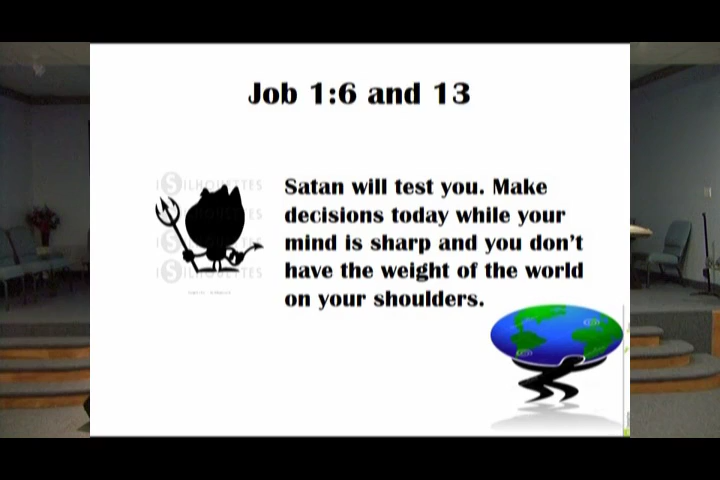 Job 1:6 and 13
iSILHOUETTES
Satan will test you. Make
decisions today while your
mind is sharp and you don't
have the weight of the world
on your shoulders.